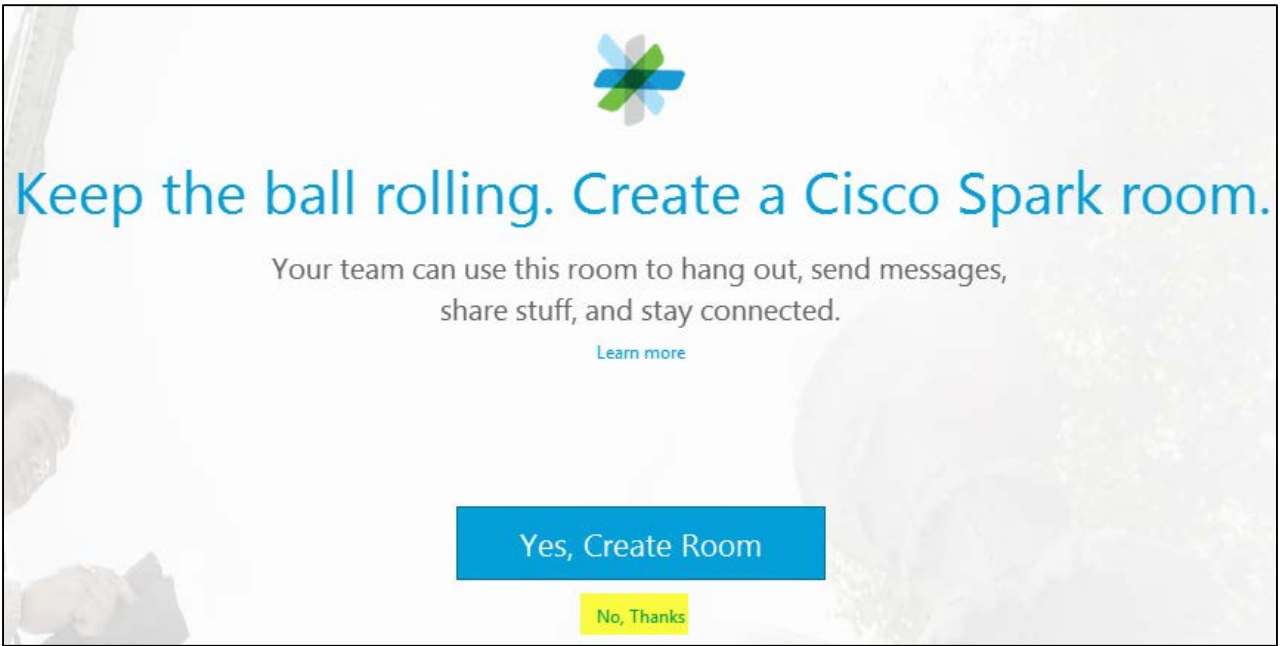 Keep the ball rolling. Create a Cisco Spark room.
Your team can use this room to hang out, send messages,
share stuff, and stay connected.
Learn more
Yes, Create Room
No, Thanks